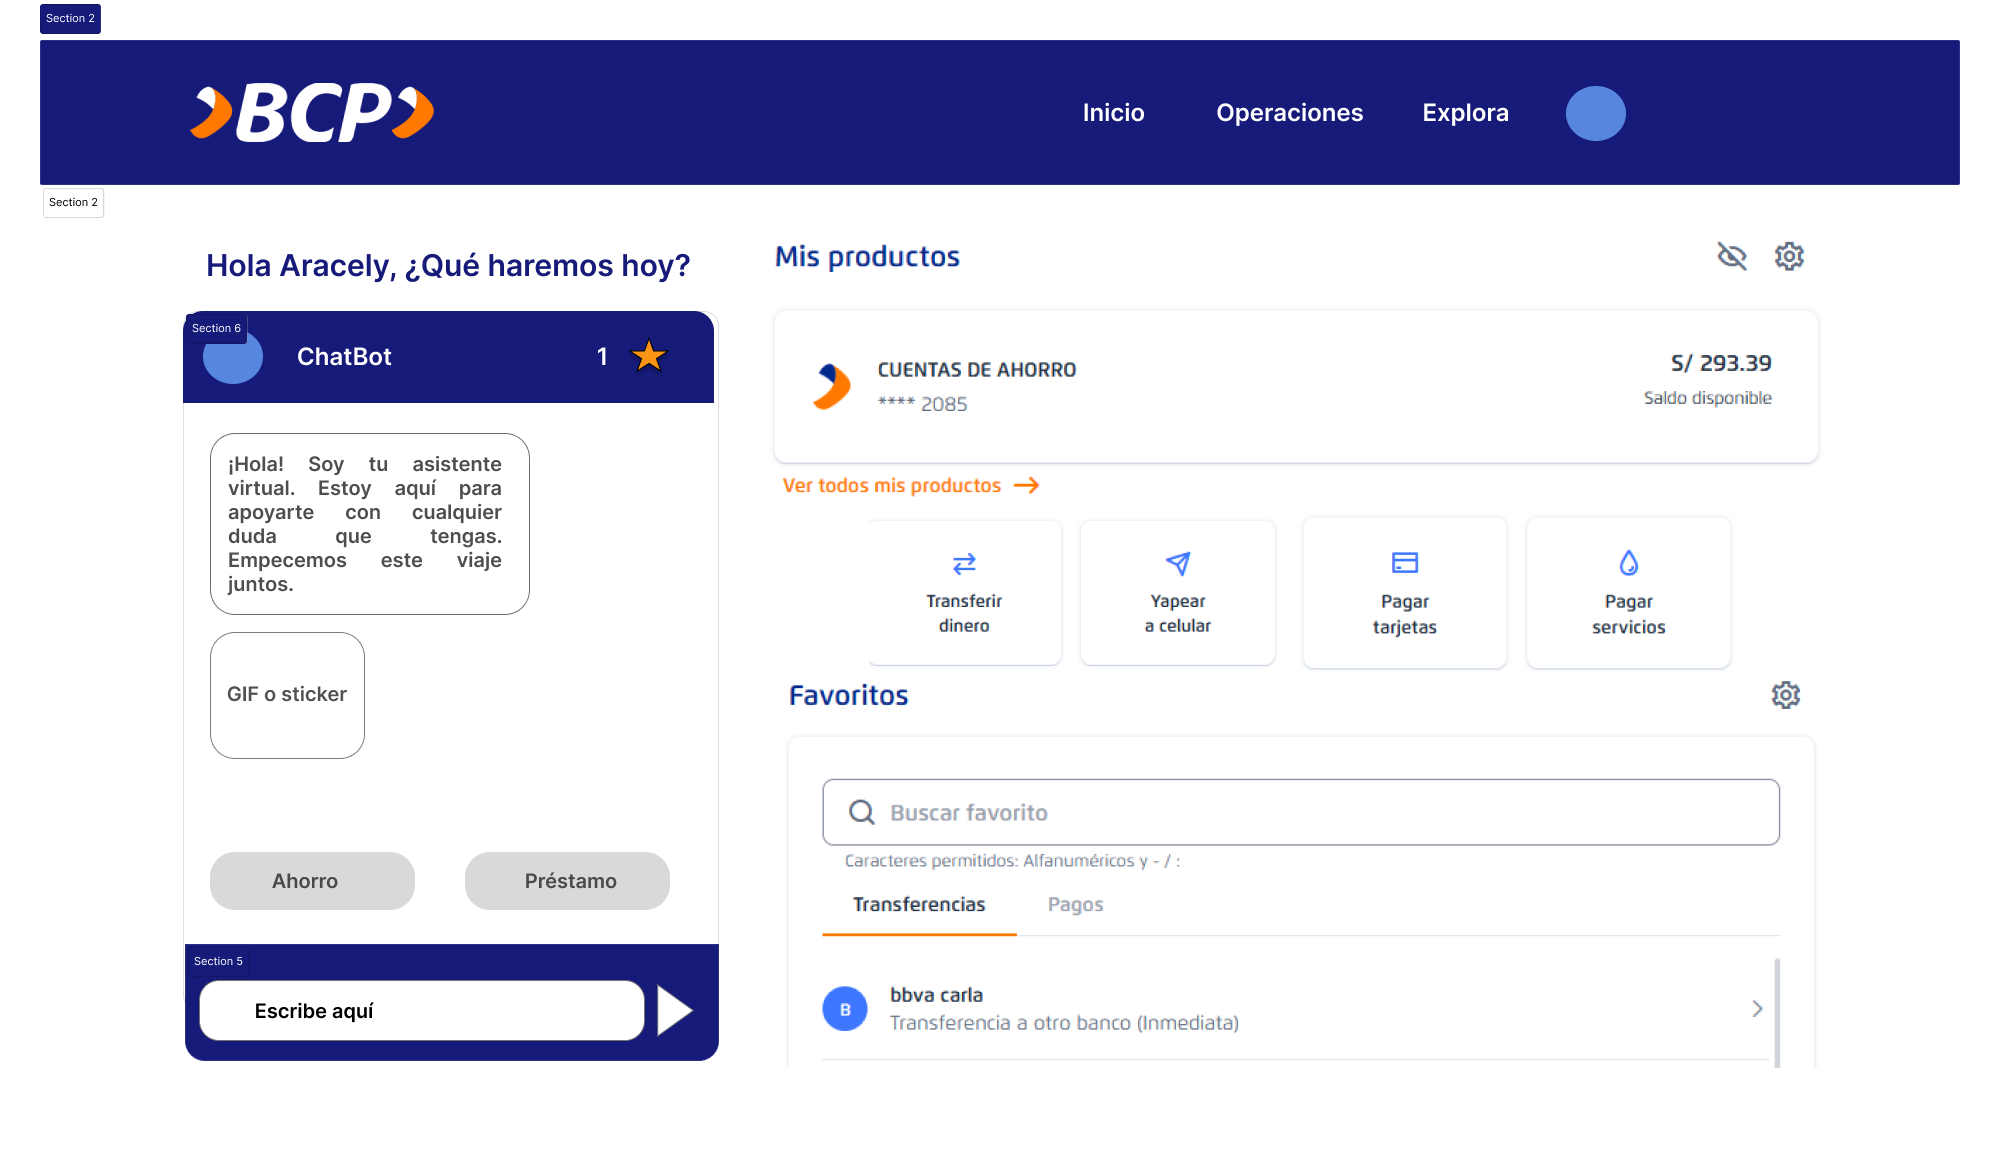 Section 2
BCP
Inicio
Operaciones
Explora
Section 2
Hola Aracely, ¿Qué haremos hoy?
Section 6
ChatBot
1
¡Hola! Soy tu asistente
virtual. Estoy aquí para
apoyarte con cualquier
duda que tengas.
Empecemos este viaje
juntos.
GIF o sticker
Ahorro
Préstamo
Section 5
Escribe aquí
Mis productos
CUENTAS DE AHORRO
**** 2085
S/ 293.39
Saldo disponible
Ver todos mis productos
Transferir
dinero
Yapear
a celular
Pagar
tarjetas
Pagar
servicios
Favoritos
Buscar favorito
Caracteres permitidos: Alfanuméricos y - / :
Transferencias
Pagos
B
bbva carla
Transferencia a otro banco (Inmediata)